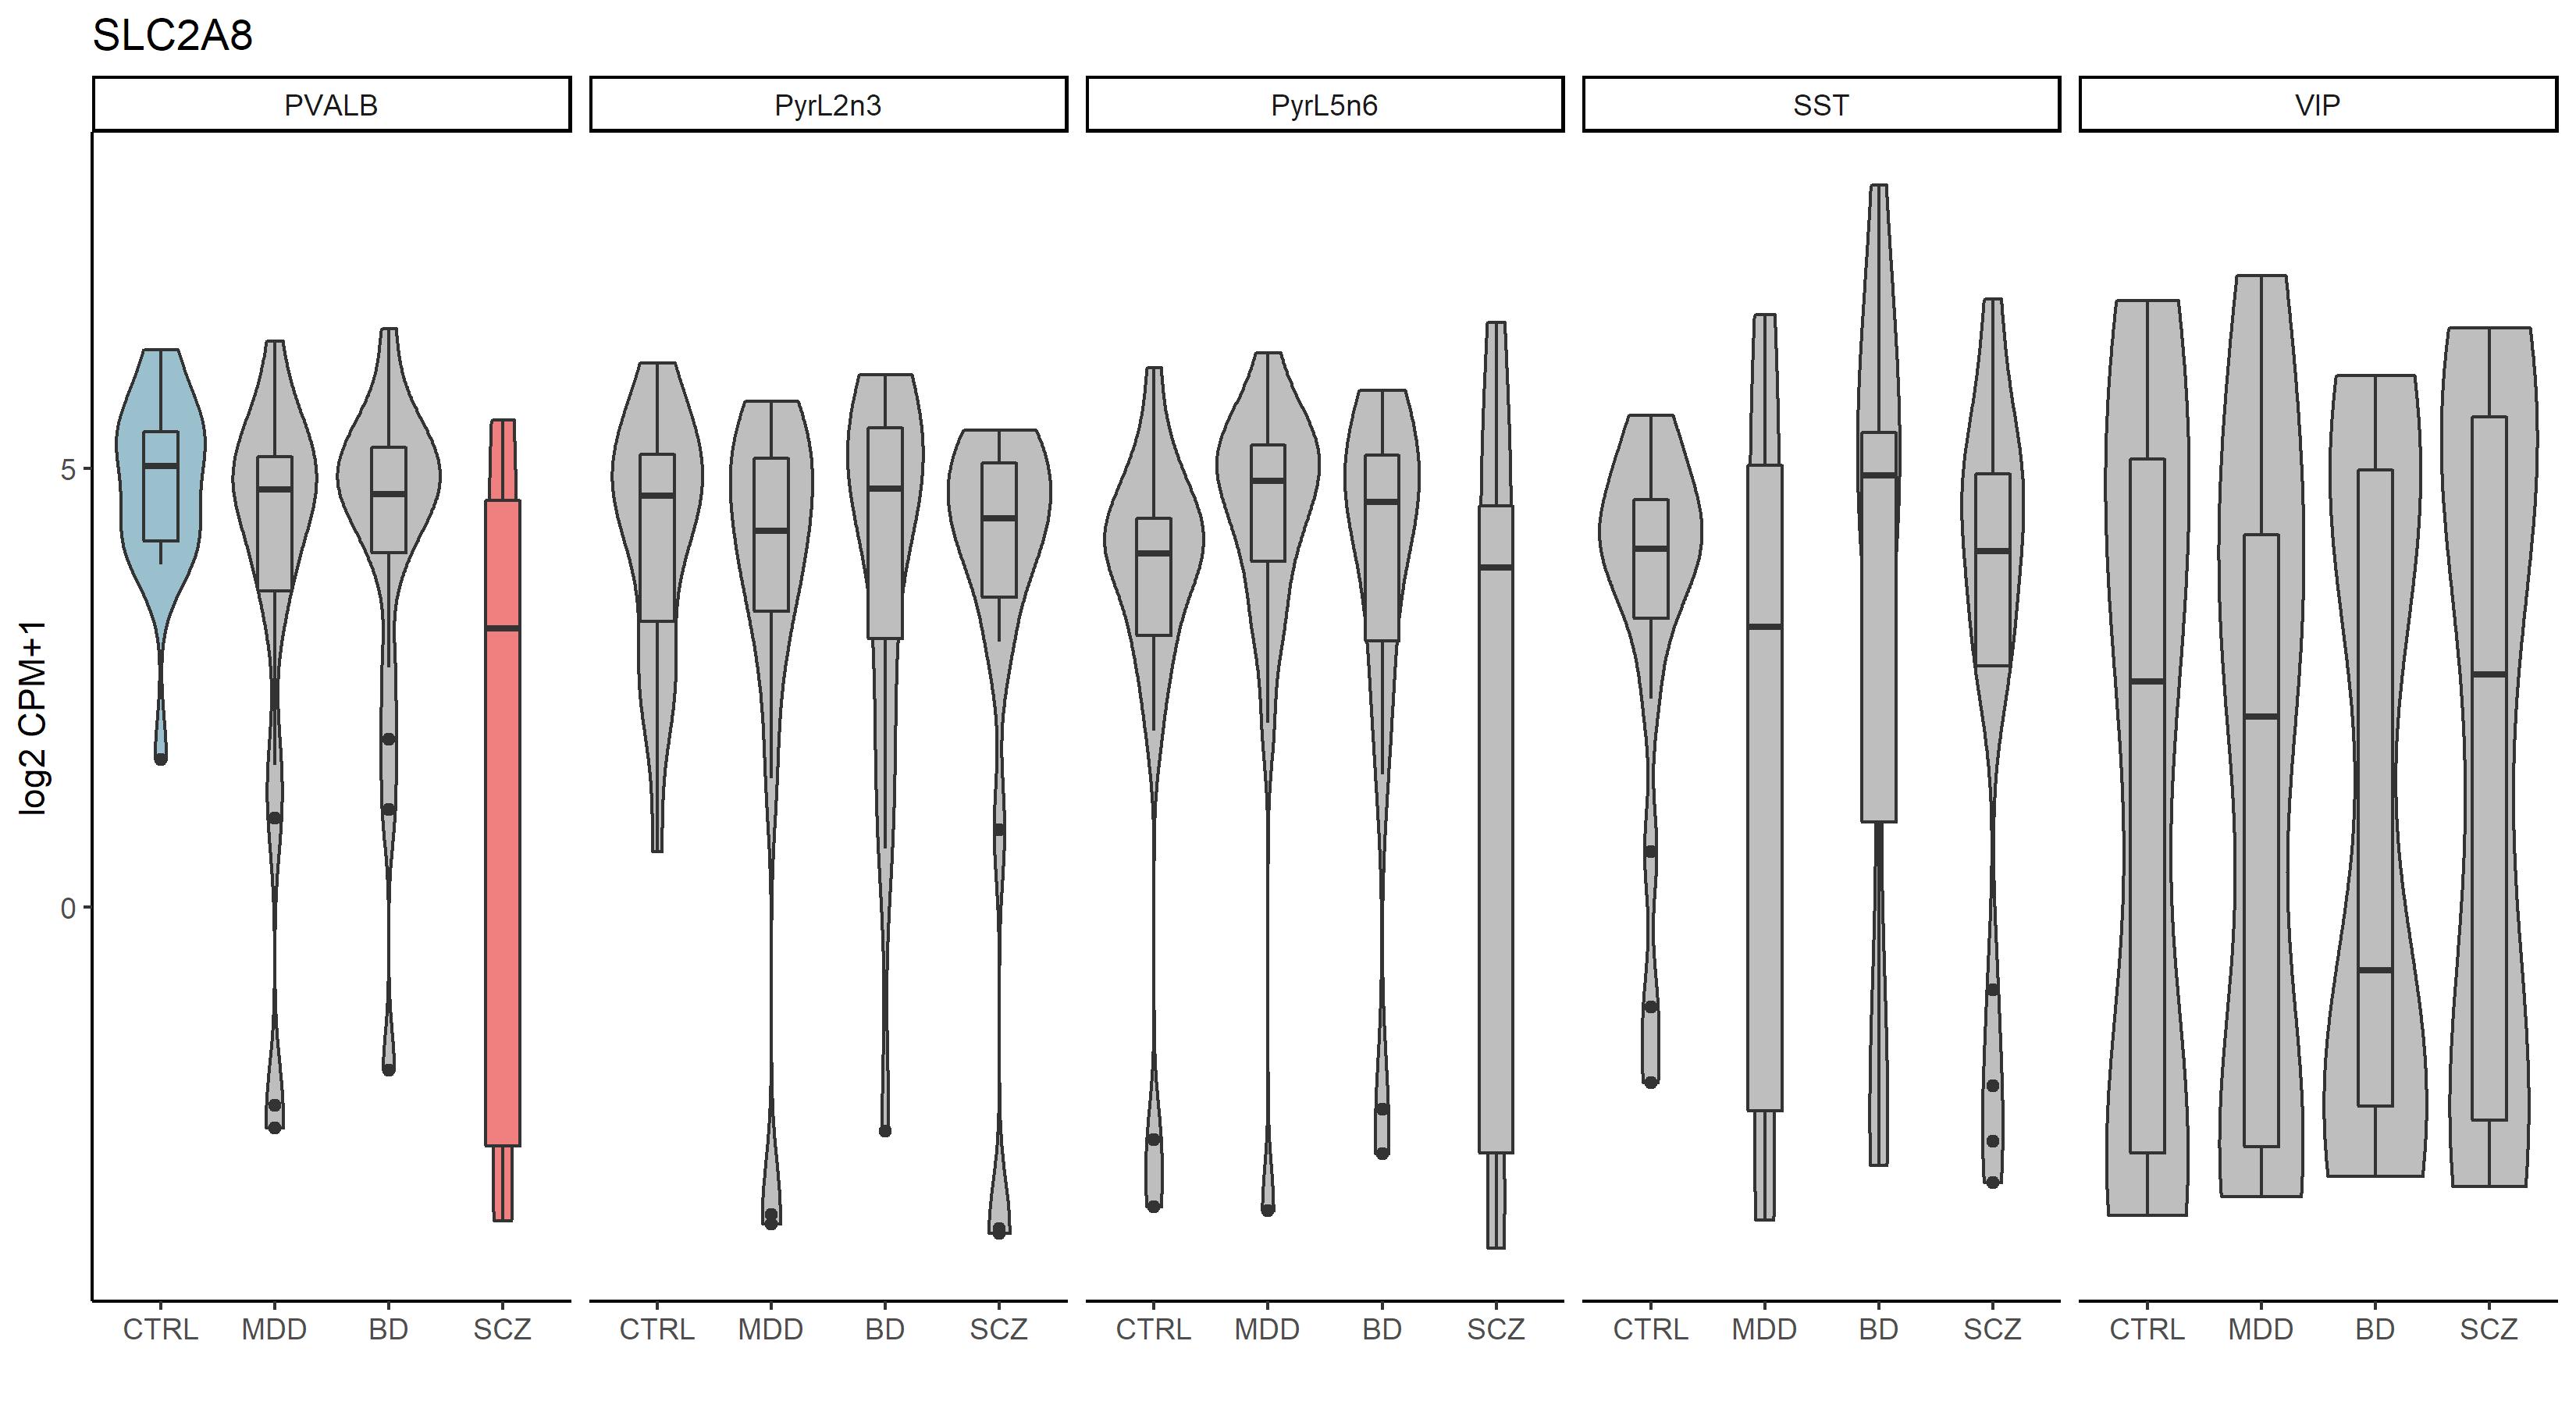 SLC2A8
PVALB PyrL2n3 PyrL5n6 SST VIP
log2 CPM+1
5
0
CTRL MDD BD SCZ CTRL MDD BD SCZ CTRL MDD BD SCZ CTRL MDD BD SCZ CTRL MDD BD SCZ